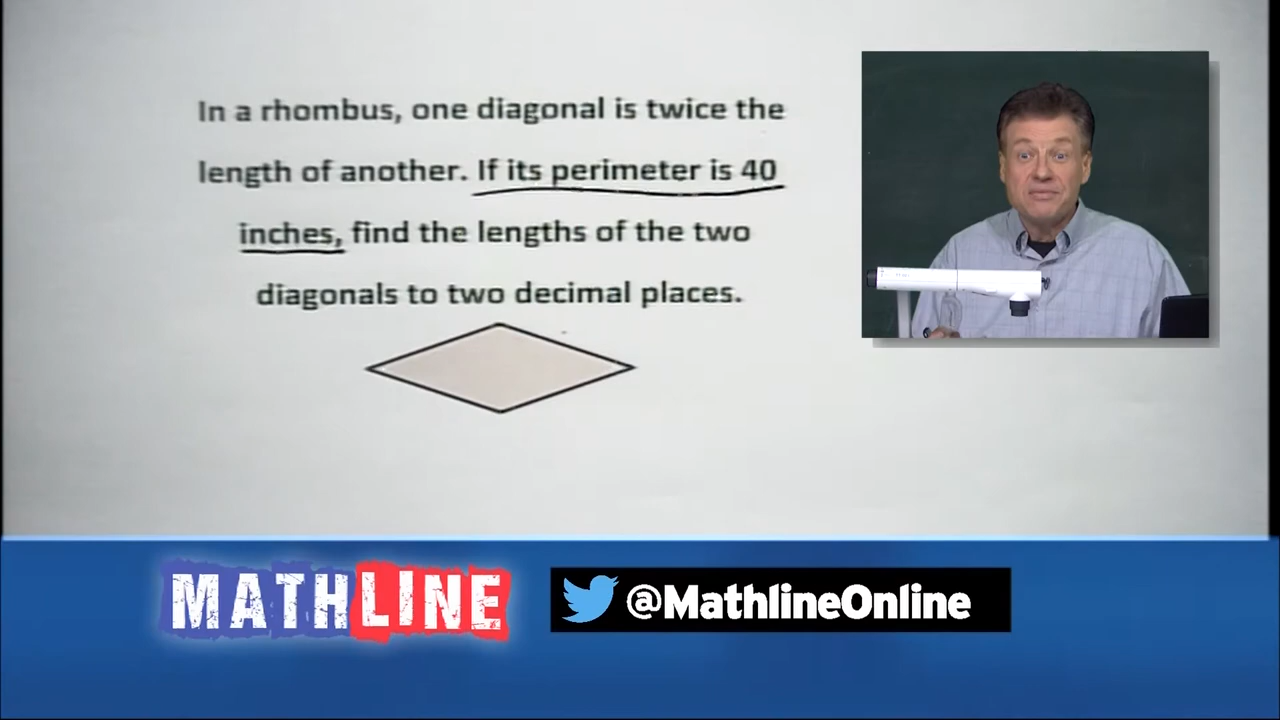 In a rhombus, one diagonal is twice the
length of another. If its perimeter is 40
inches, find the lengths of the two
diagonals to two decimal places.
MATHLINE
@MathlineOnline